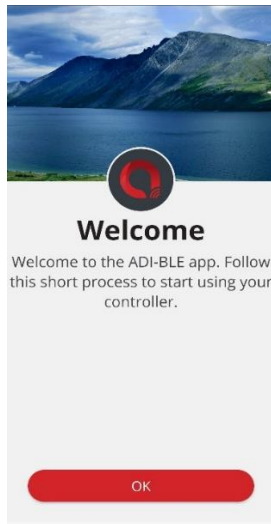 Welcome
Welcome to the ADI-BLE app. Follow
this short process to start using your
controller.
OK